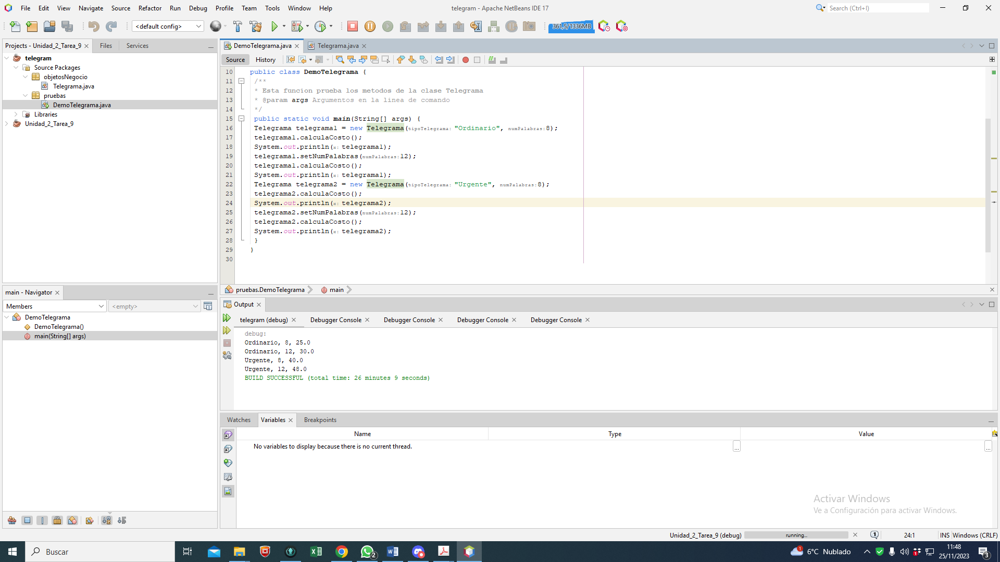 File Edit View Navigate Source Refactor Run Debug Profile Team Tools Window Help
telegram - Apache NetBeans IDE 17
Search (Ctrl+I)
<default config>
361,5/1336MB
Projects - Unidad_2_Tarea_9
Files
Services
telegram
Source Packages
objetosNegocio
Telegrama.java
pruebas
DemoTelegrama.java
Libraries
Unidad_2_Tarea_9
DemoTelegrama.java
Telegrama.java
Source
History
10 public class DemoTelegrama {
11 /**
12 * Esta funcion prueba los metodos de la clase Telegrama
13 * @param args Argumentos en la linea de comando
14 */
15 public static void main(String[] args) {
16 Telegrama telegrama1 = new Telegrama(tipoTelegrama: "Ordinario", numPalabras:8);
17 telegrama1.calculaCosto();
18 System.out.println(x: telegrama1);
19 telegrama1.setNumPalabras(numPalabras:12);
20 telegrama1.calculaCosto();
21 System.out.println(x: telegrama1);
22 Telegrama telegrama2 = new Telegrama(tipoTelegrama: "Urgente", numPalabras:8);
23 telegrama2.calculaCosto();
24 System.out.println(x: telegrama2);
25 telegrama2.setNumPalabras(numPalabras:12);
26 telegrama2.calculaCosto();
27 System.out.println(x: telegrama2);
28 }
29 }
30
pruebas.DemoTelegrama
main
main - Navigator
Members
<empty>
DemoTelegrama
DemoTelegrama()
main(String[] args)
Output
telegram (debug)
Debugger Console
Debugger Console
Debugger Console
Debugger Console
debug:
Ordinario, 8, 25.0
Ordinario, 12, 30.0
Urgente, 8, 40.0
Urgente, 12, 48.0
BUILD SUCCESSFUL (total time: 26 minutes 9 seconds)
Watches
Variables
Breakpoints
Name
Type
Value
No variables to display because there is no current thread.
...
...
Activar Windows
Ve a Configuración para activar Windows.
Unidad_2_Tarea_9 (debug)
running...
1
24:1
INS
Windows (CRLF)
Buscar
2
1
6°C Nublado
11:48
25/11/2023
3